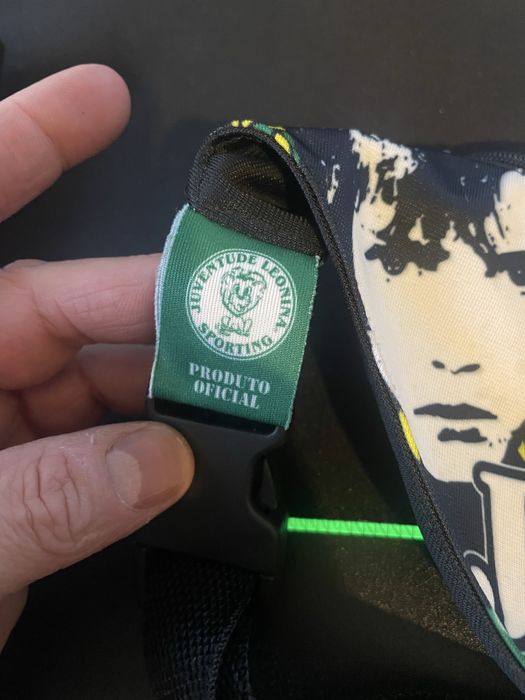 JUVENTUDE LEONINA
SPORTING
PRODUTO
OFICIAL